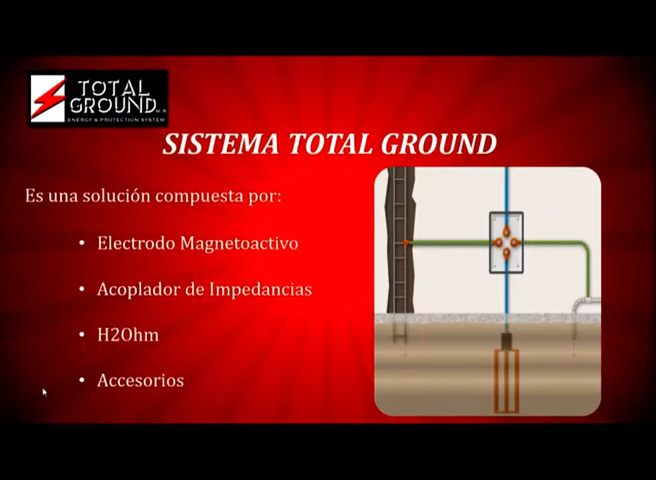 TOTAL
GROUND M.R.
ENERGY & PROTECTION SYSTEM
SISTEMA TOTAL GROUND
Es una solución compuesta por:
• Electrodo Magnetoactivo
• Acoplador de Impedancias
• H2Ohm
• Accesorios